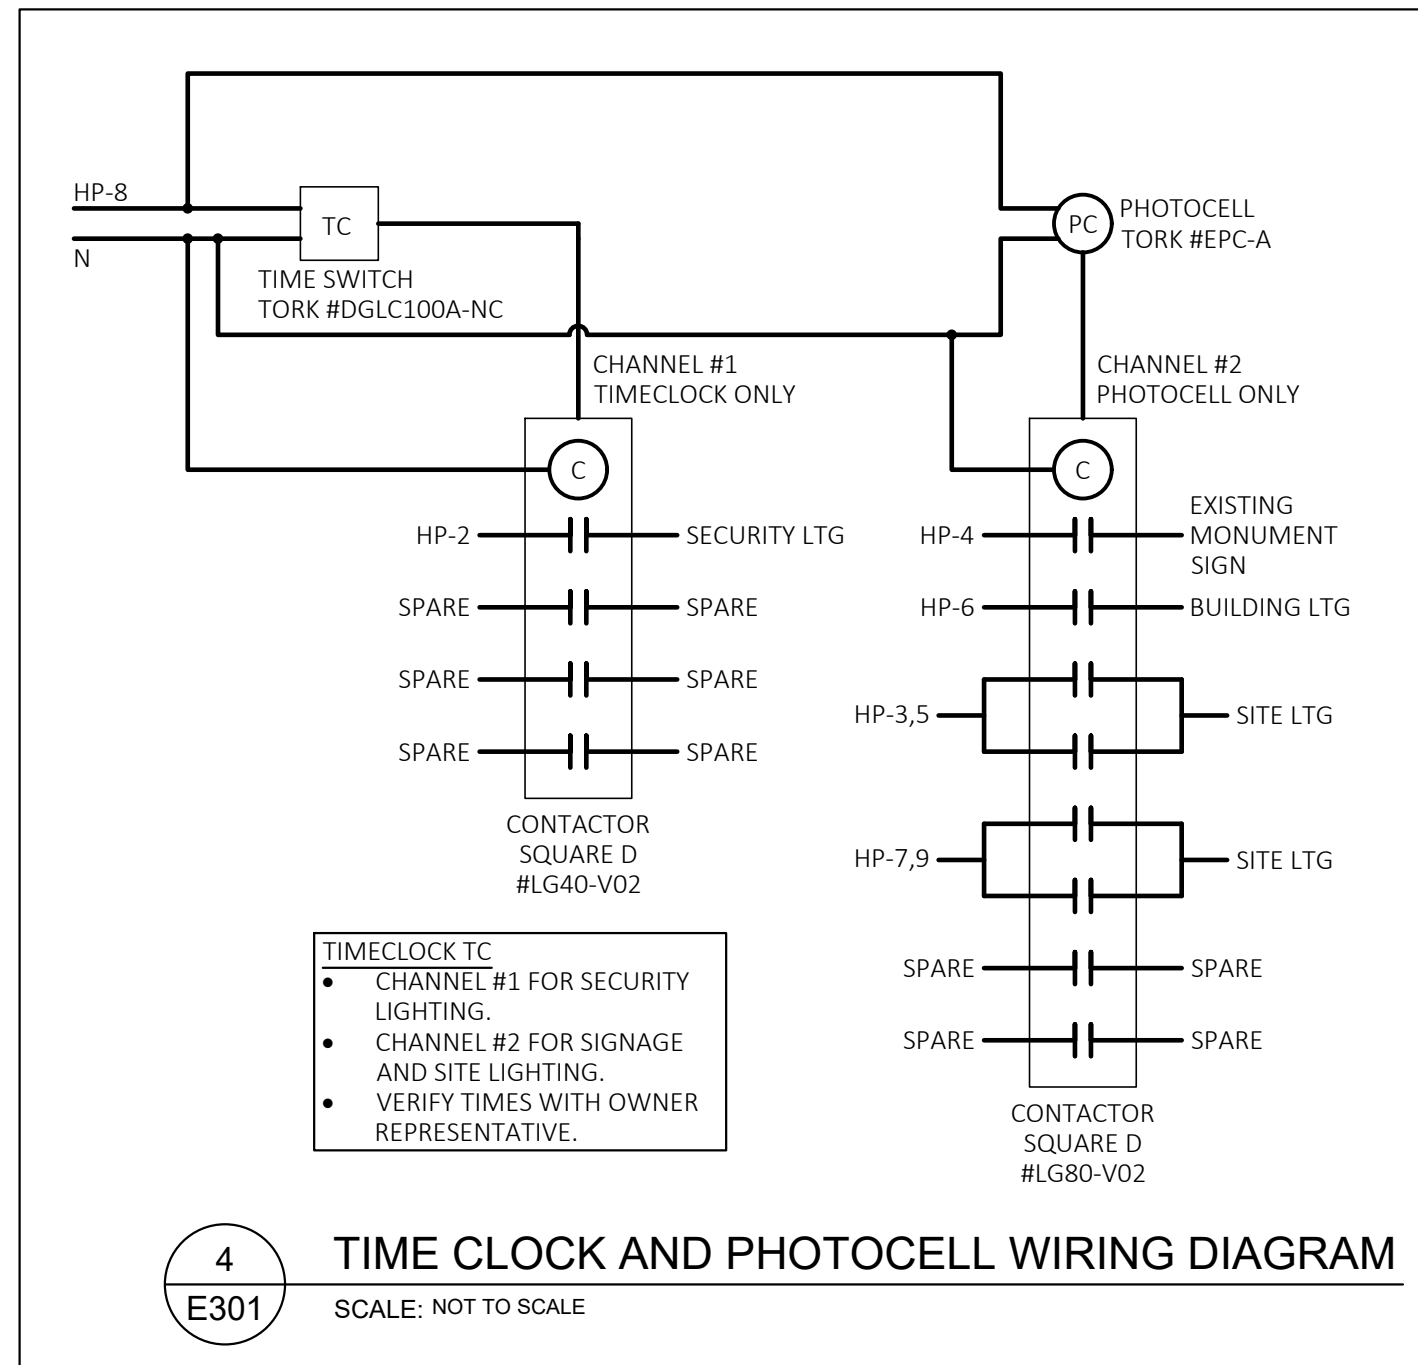 HP-8
N
TC
TIME SWITCH
TORK #DGLC100A-NC
PC
PHOTOCELL
TORK #EPC-A
CHANNEL #1
TIMECLOCK ONLY
CHANNEL #2
PHOTOCELL ONLY
C
HP-2
SECURITY LTG
SPARE
SPARE
SPARE
SPARE
SPARE
SPARE
CONTACTOR
SQUARE D
#LG40-V02
C
HP-4
EXISTING
MONUMENT
SIGN
HP-6
BUILDING LTG
HP-3,5
SITE LTG
HP-7,9
SITE LTG
SPARE
SPARE
SPARE
SPARE
CONTACTOR
SQUARE D
#LG80-V02
TIMECLOCK TC
• CHANNEL #1 FOR SECURITY
LIGHTING.
• CHANNEL #2 FOR SIGNAGE
AND SITE LIGHTING.
• VERIFY TIMES WITH OWNER
REPRESENTATIVE.
4
E301
TIME CLOCK AND PHOTOCELL WIRING DIAGRAM
SCALE: NOT TO SCALE